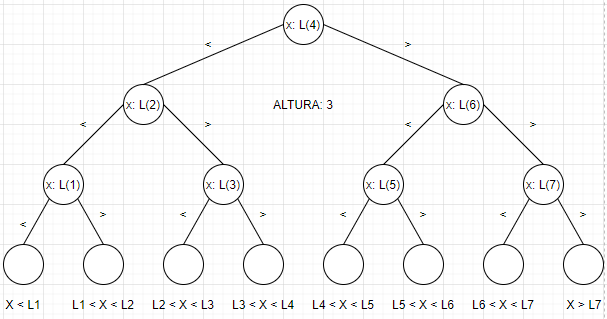 x: L(4)
< >
x: L(2) ALTURA: 3 x: L(6)
< > < >
x: L(1) x: L(3) x: L(5) x: L(7)
< > < > < > < >
X < L1 L1 < X < L2 L2 < X < L3 L3 < X < L4 L4 < X < L5 L5 < X < L6 L6 < X < L7 X > L7